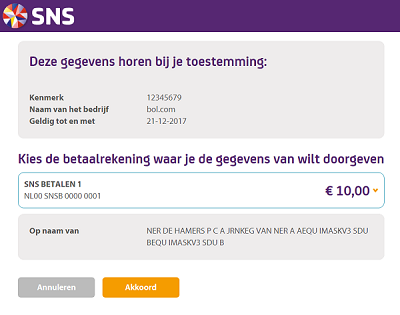 SNS
Deze gegevens horen bij je toestemming:
Kenmerk 12345679
Naam van het bedrijf bol.com
Geldig tot en met 21-12-2017
Kies de betaalrekening waar je de gegevens van wilt doorgeven
SNS BETALEN 1
NL00 SNSB 0000 0001
€ 10,00
Op naam van NER DE HAMERS P C A JRNKEG VAN NER A AEQU IMASKV3 SDU
BEQU IMASKV3 SDU B
Annuleren Akkoord